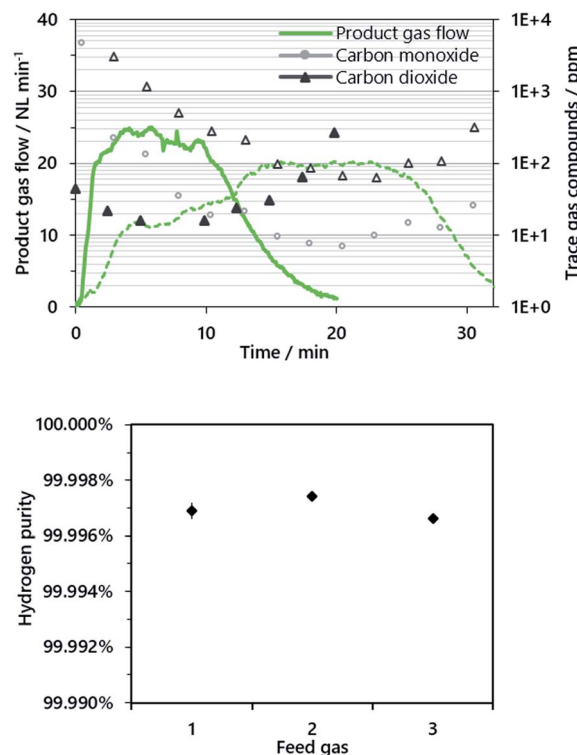 40
30
20
10
0
Product gas flow / NL min⁻¹
Product gas flow
Carbon monoxide
Carbon dioxide
1E+4
1E+3
1E+2
1E+1
1E+0
Trace gas compounds / ppm
0 10 20 30
Time / min
100.000%
99.998%
99.996%
99.994%
99.992%
99.990%
Hydrogen purity
1 2 3
Feed gas